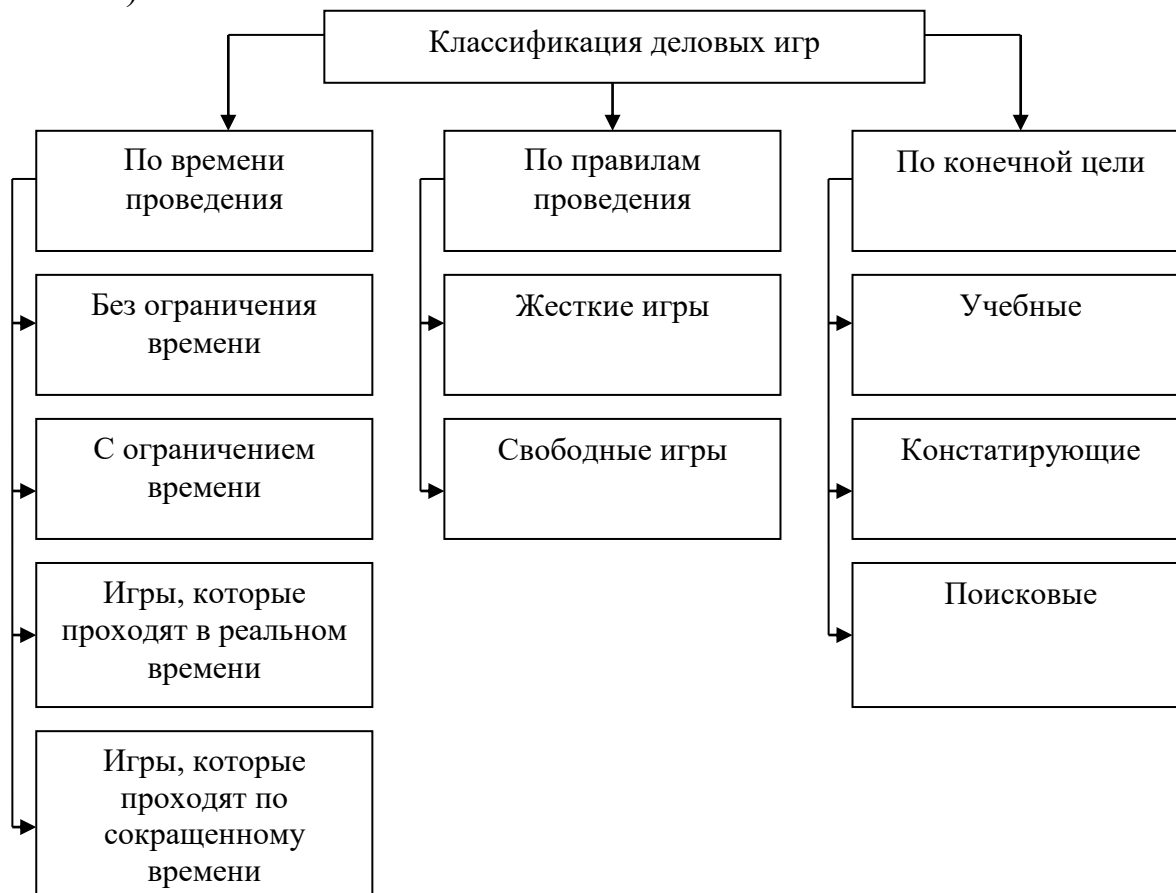 )
Классификация деловых игр
По времени
проведения
Без ограничения
времени
С ограничением
времени
Игры, которые
проходят в реальном
времени
Игры, которые
проходят по
сокращенному
времени
По правилам
проведения
Жесткие игры
Свободные игры
По конечной цели
Учебные
Констатирующие
Поисковые